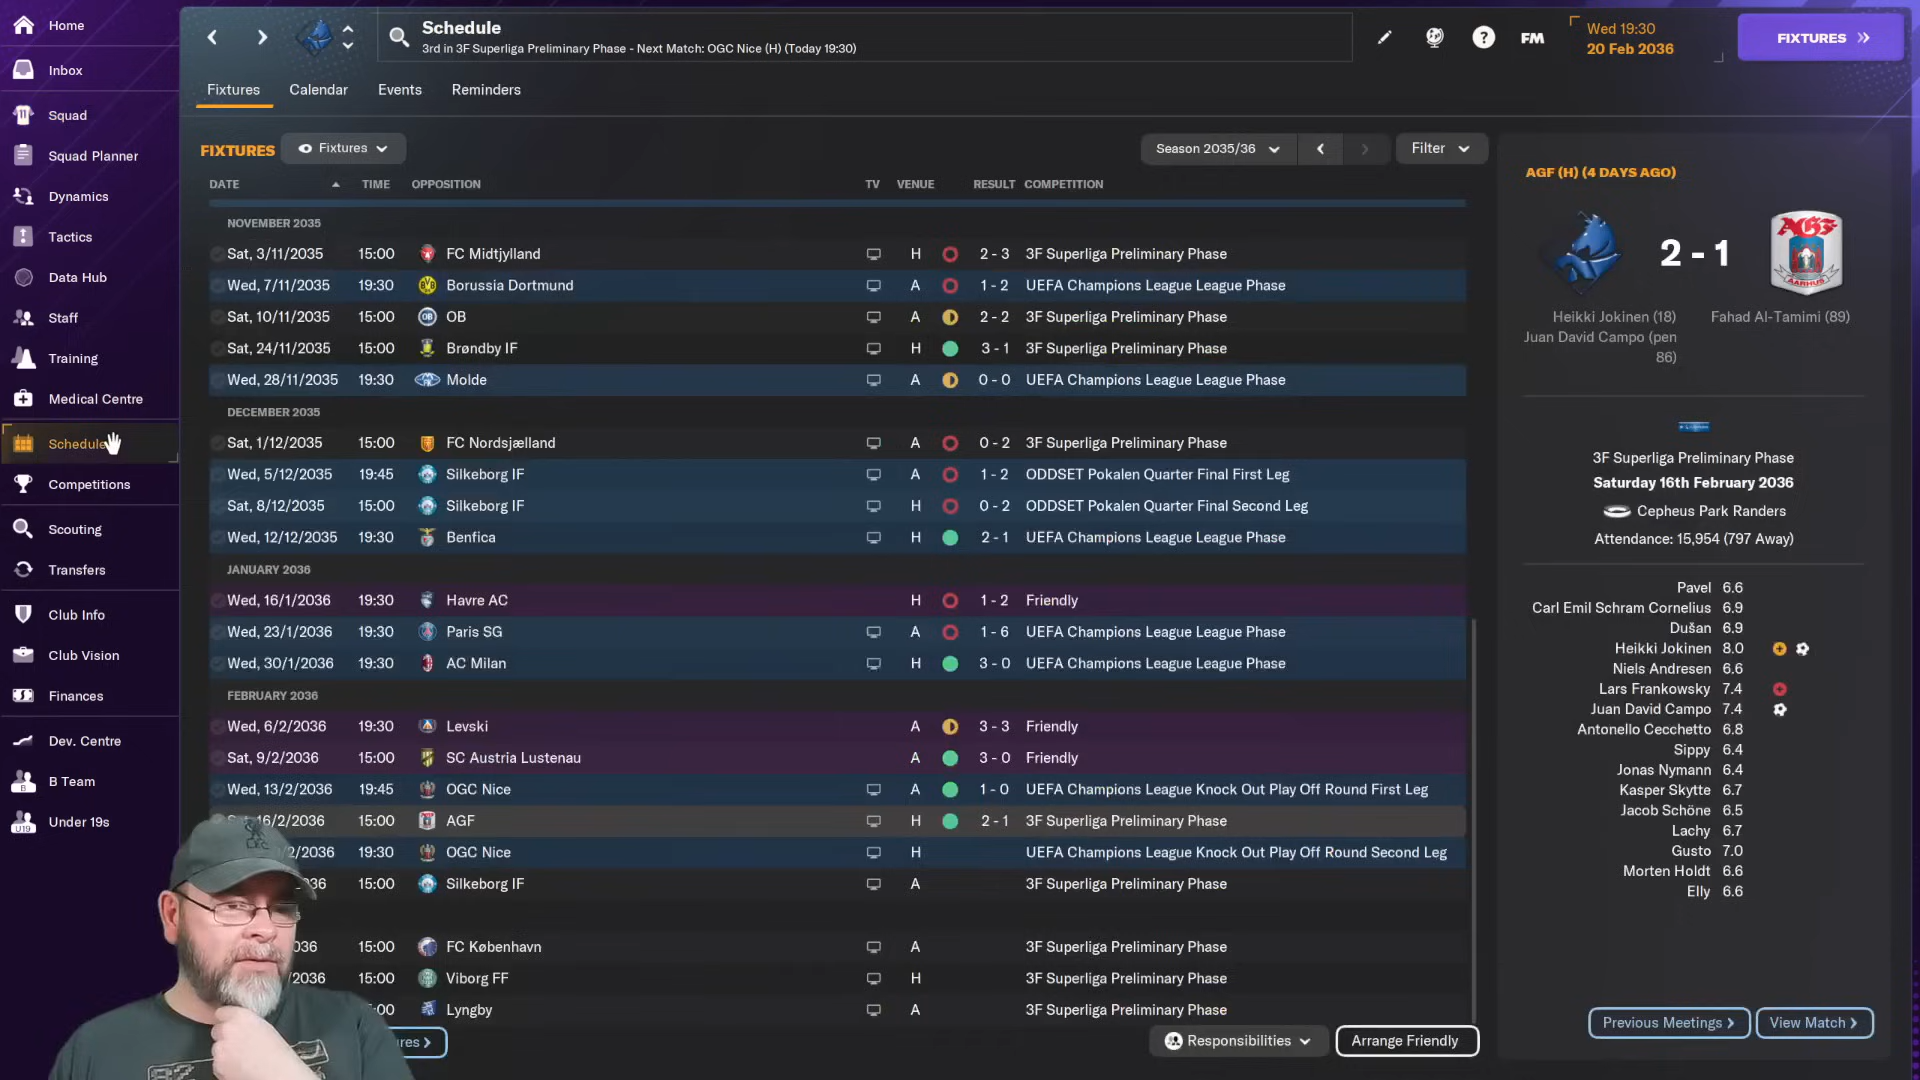 Home
Inbox
Squad
Squad Planner
Dynamics
Tactics
Data Hub
Staff
Training
Medical Centre
Schedule
Competitions
Scouting
Transfers
Club Info
Club Vision
Finances
Dev. Centre
B Team
Under 19s
Schedule
3rd in 3F Superliga Preliminary Phase - Next Match: OGC Nice (H) (Today 19:30)
FM
Wed 19:30
20 Feb 2036
FIXTURES
Fixtures Calendar Events Reminders
FIXTURES Fixtures Season 2035/36 Filter
DATE TIME OPPOSITION TV VENUE RESULT COMPETITION
NOVEMBER 2035
Sat, 3/11/2035 15:00 FC Midtjylland H 2 - 3 3F Superliga Preliminary Phase
Wed, 7/11/2035 19:30 Borussia Dortmund A 1 - 2 UEFA Champions League League Phase
Sat, 10/11/2035 15:00 OB A 2 - 2 3F Superliga Preliminary Phase
Sat, 24/11/2035 15:00 Brøndby IF H 3 - 1 3F Superliga Preliminary Phase
Wed, 28/11/2035 19:30 Molde A 0 - 0 UEFA Champions League League Phase
DECEMBER 2035
Sat, 1/12/2035 15:00 FC Nordsjælland A 0 - 2 3F Superliga Preliminary Phase
Wed, 5/12/2035 19:45 Silkeborg IF A 1 - 2 ODDSET Pokalen Quarter Final First Leg
Sat, 8/12/2035 15:00 Silkeborg IF H 0 - 2 ODDSET Pokalen Quarter Final Second Leg
Wed, 12/12/2035 19:30 Benfica H 2 - 1 UEFA Champions League League Phase
JANUARY 2036
Wed, 16/1/2036 19:30 Havre AC H 1 - 2 Friendly
Wed, 23/1/2036 19:30 Paris SG A 1 - 6 UEFA Champions League League Phase
Wed, 30/1/2036 19:30 AC Milan H 3 - 0 UEFA Champions League League Phase
FEBRUARY 2036
Wed, 6/2/2036 19:30 Levski A 3 - 3 Friendly
Sat, 9/2/2036 15:00 SC Austria Lustenau A 3 - 0 Friendly
Wed, 13/2/2036 19:45 OGC Nice A 1 - 0 UEFA Champions League Knock Out Play Off Round First Leg
16/2/2036 15:00 AGF H 2 - 1 3F Superliga Preliminary Phase
/2/2036 19:30 OGC Nice H UEFA Champions League Knock Out Play Off Round Second Leg
36 15:00 Silkeborg IF A 3F Superliga Preliminary Phase
036 15:00 FC København A 3F Superliga Preliminary Phase
/2036 15:00 Viborg FF H 3F Superliga Preliminary Phase
:00 Lyngby A 3F Superliga Preliminary Phase
res Responsibilities Arrange Friendly
AGF (H) (4 DAYS AGO)
2 - 1
AGF
AARHUS
Heikki Jokinen (18)
Juan David Campo (pen 86)
Fahad Al-Tamimi (89)
3F Superliga Preliminary Phase
Saturday 16th February 2036
Cepheus Park Randers
Attendance: 15,954 (797 Away)
Pavel 6.6
Carl Emil Schram Cornelius 6.9
Dušan 6.9
Heikki Jokinen 8.0
Niels Andresen 6.6
Lars Frankowsky 7.4
Juan David Campo 7.4
Antonello Cecchetto 6.8
Sippy 6.4
Jonas Nymann 6.4
Kasper Skytte 6.7
Jacob Schöne 6.5
Lachy 6.7
Gusto 7.0
Morten Holdt 6.6
Elly 6.6
Previous Meetings View Match